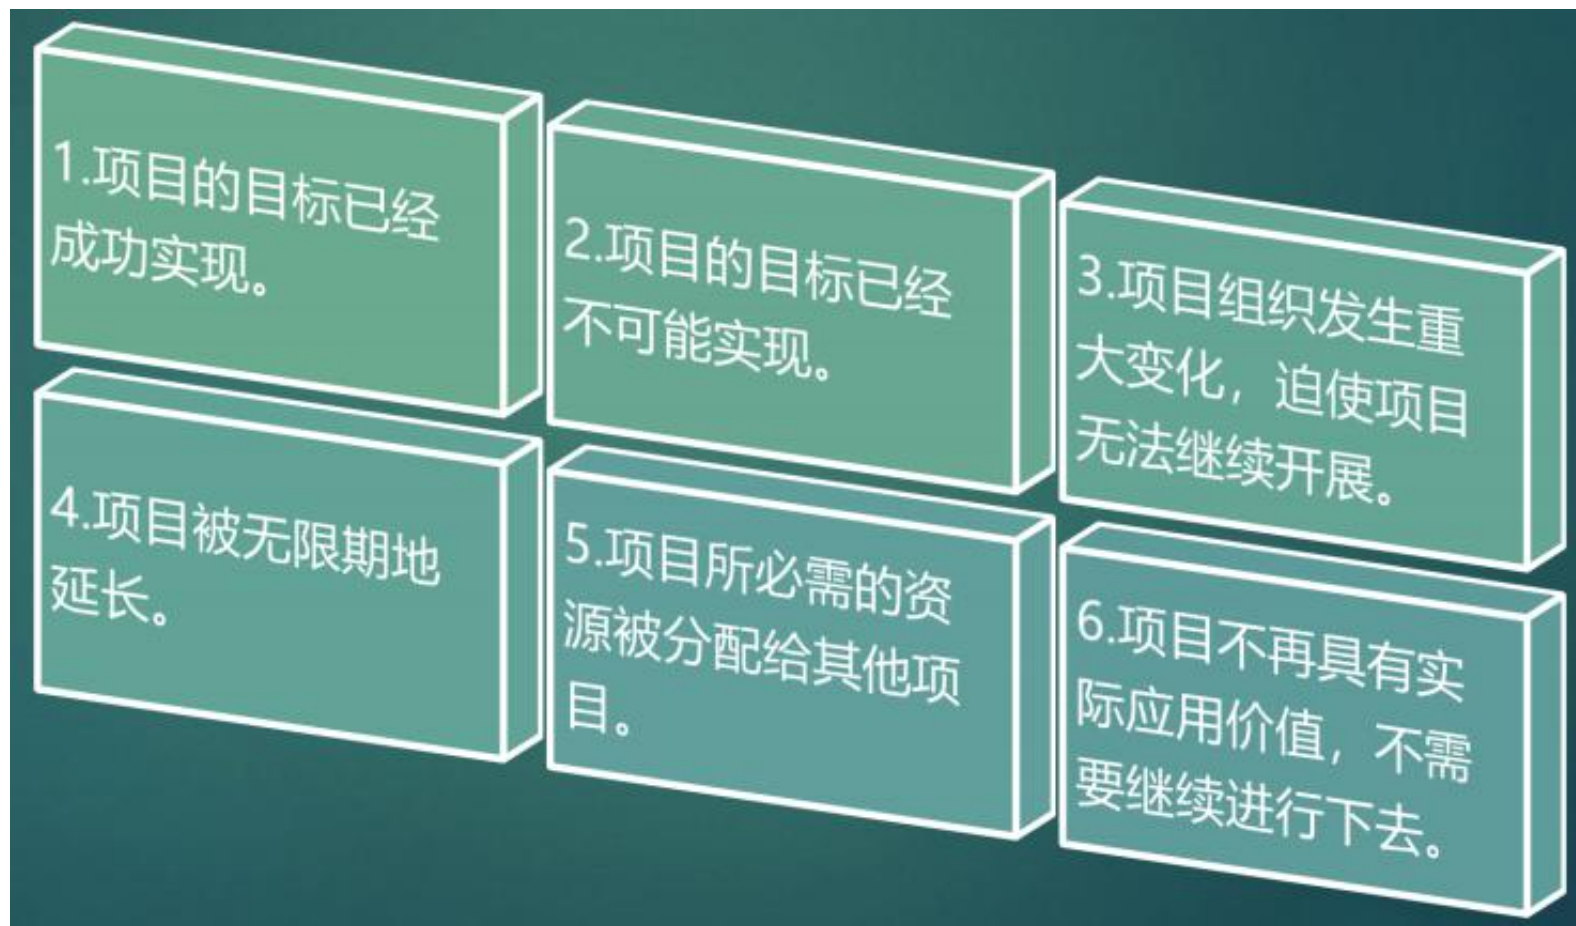 1.项目的目标已经
成功实现。
2.项目的目标已经
不可能实现。
3.项目组织发生重
大变化，迫使项目
无法继续开展。
4.项目被无限期地
延长。
5.项目所必需的资
源被分配给其他项
目。
6.项目不再具有实
际应用价值，不需
要继续进行下去。